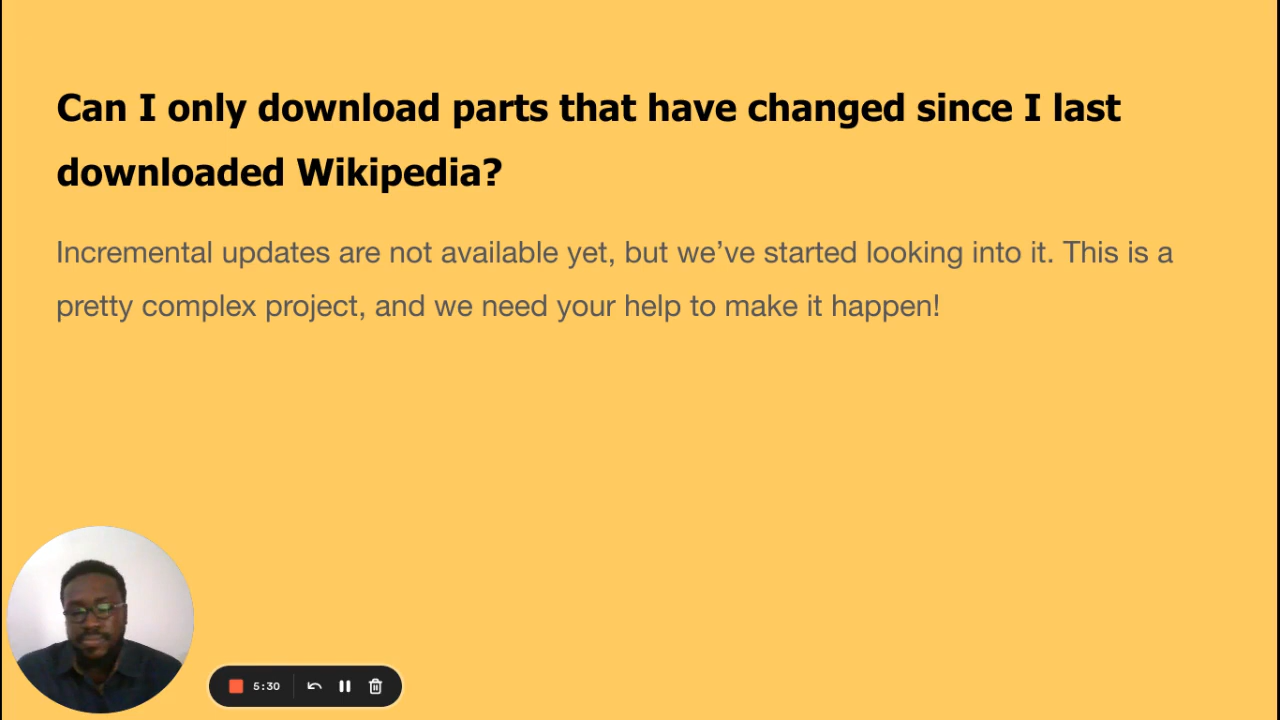 Can I only download parts that have changed since I last
downloaded Wikipedia?
Incremental updates are not available yet, but we’ve started looking into it. This is a
pretty complex project, and we need your help to make it happen!
5:30